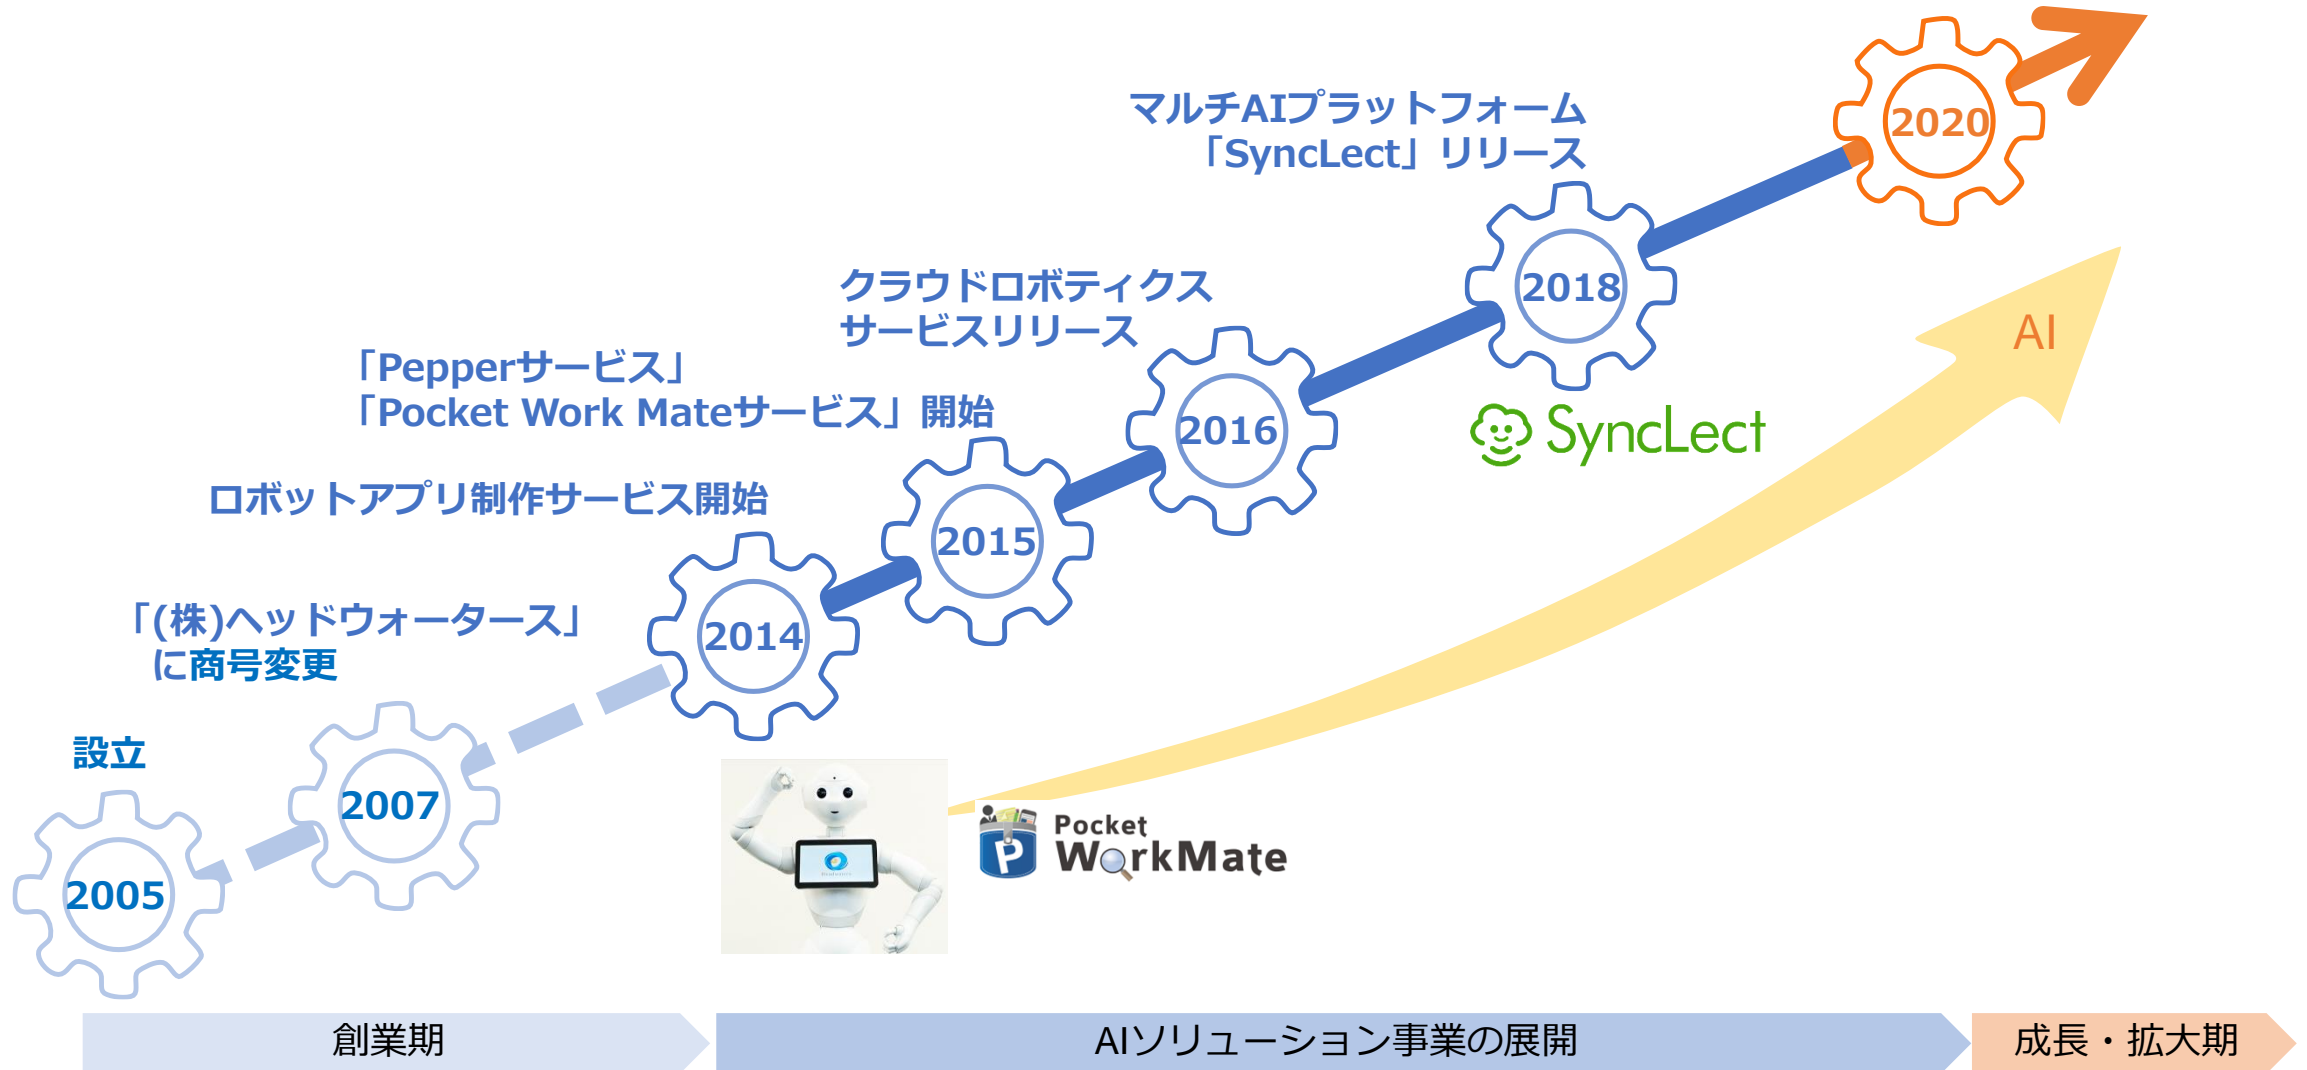 マルチAIプラットフォーム
「SyncLect」リリース
2020
2018
クラウドロボティクス
サービスリリース
AI
「Pepperサービス」
「Pocket Work Mateサービス」開始
2016
SyncLect
ロボットアプリ制作サービス開始
2015
「(株)ヘッドウォータース」
に商号変更
2014
設立
2007
2005
P
Pocket
WorkMate
創業期
AIソリューション事業の展開
成長・拡大期